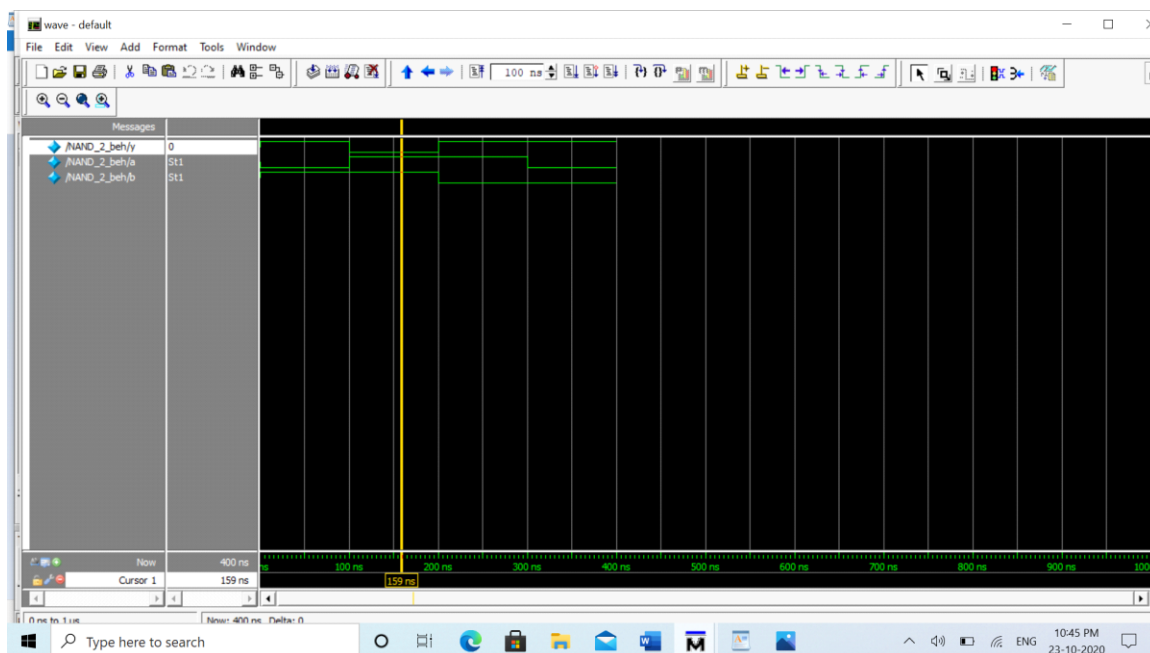 wave - default
File Edit View Add Format Tools Window
100 ns
Messages
/NAND_2_beh/y 0
/NAND_2_beh/a St1
/NAND_2_beh/b St1
Now 400 ns
ns 100 ns 200 ns 300 ns 400 ns 500 ns 600 ns 700 ns 800 ns 900 ns 100
Cursor 1 159 ns
159 ns
0 ns to 1 us Now: 400 ns Delta: 0
Type here to search
ENG
10:45 PM
23-10-2020